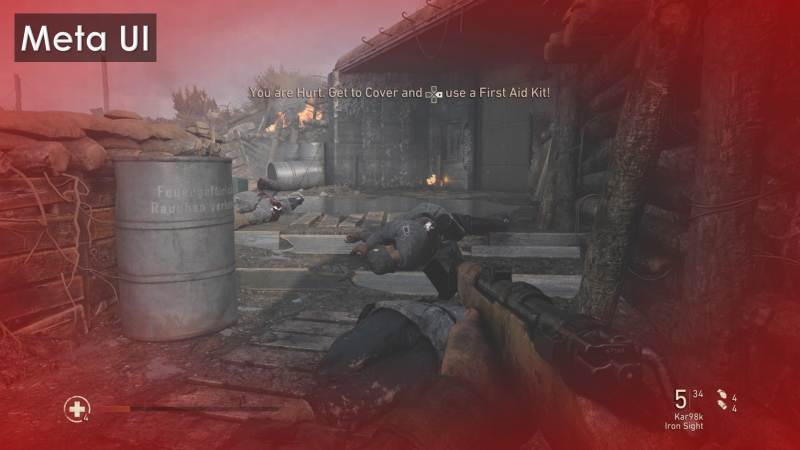 Meta UI
You are Hurt. Get to Cover and use a First Aid Kit!
Feuergefährlich
Rauchen verboten
4
5 34
4
4
Kar98k
Iron Sight